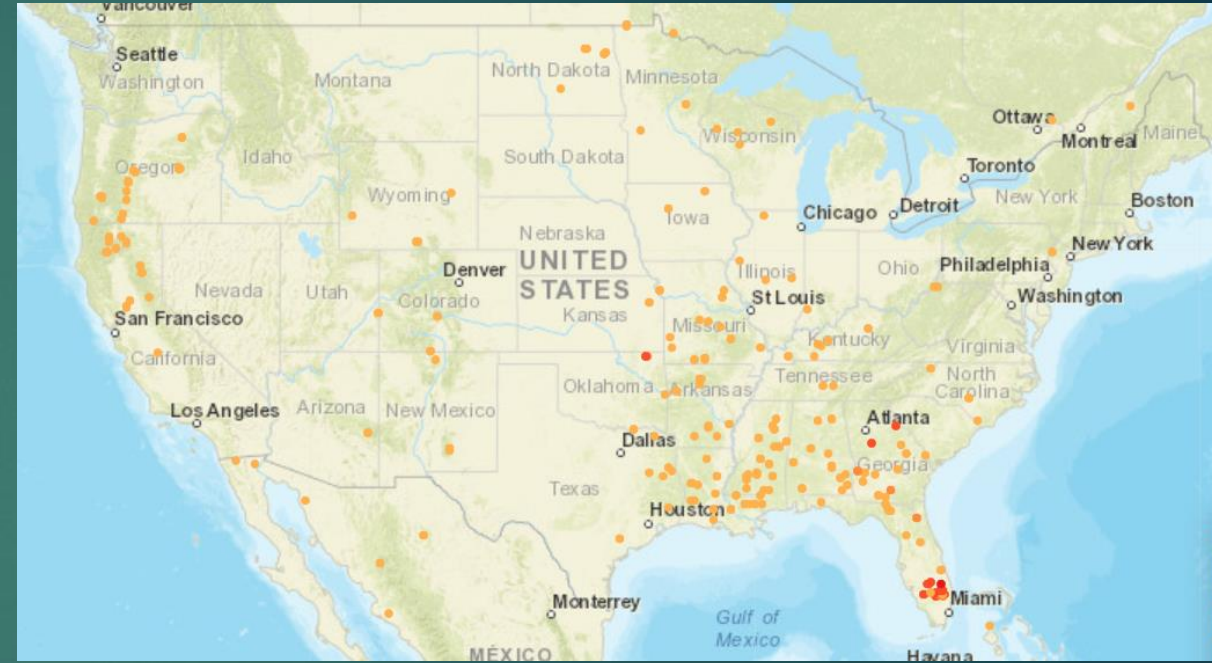 Vancouver
Seattle
Washington
Montana
North Dakota
Minnesota
Ottawa
Montreal
Maine
Oregon
Idaho
South Dakota
Wisconsin
Toronto
Wyoming
New York
Boston
Iowa
Chicago
Detroit
Nebraska
New York
UNITED
STATES
Denver
Illinois
Ohio
Philadelphia
Nevada
Utah
Colorado
St Louis
Washington
San Francisco
Kansas
Missouri
Kentucky
Virginia
California
Oklahoma
Arkansas
Tennessee
North
Carolina
Los Angeles
Arizona
New Mexico
Atlanta
Dallas
Georgia
Texas
Houston
Monterrey
Gulf of
Mexico
Miami
MÉXICO
Havana